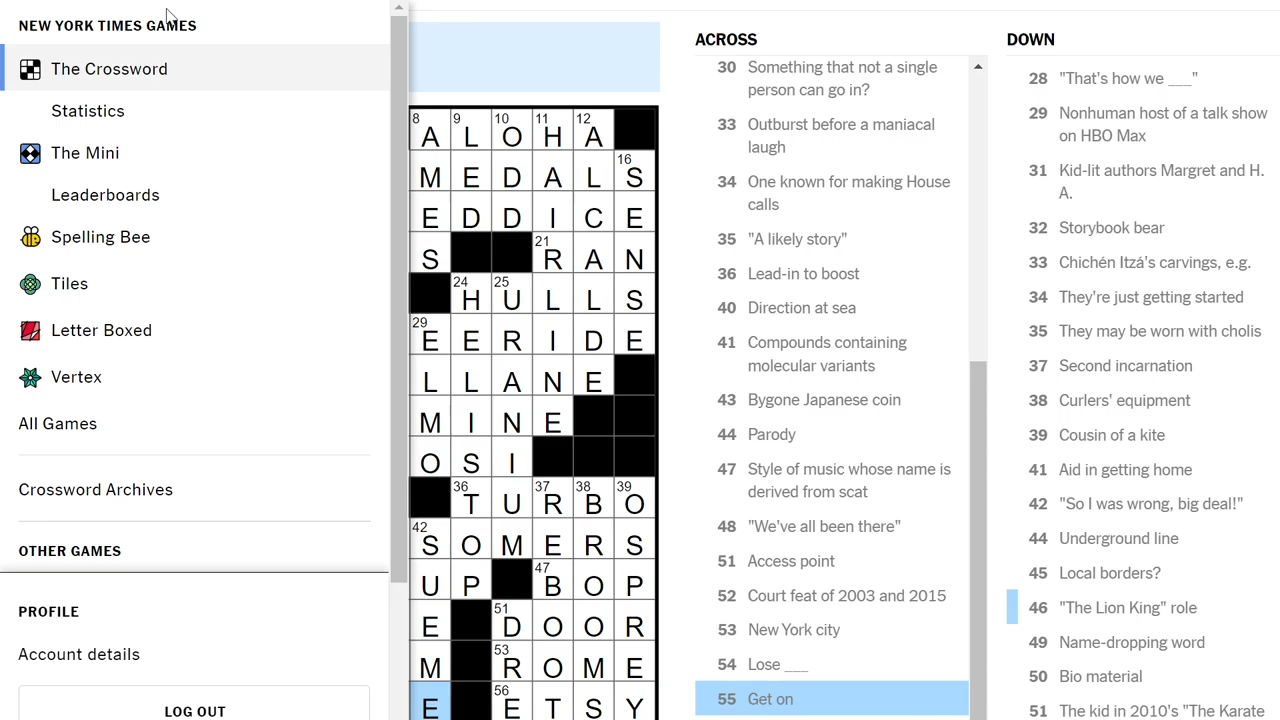 NEW YORK TIMES GAMES
The Crossword
Statistics
The Mini
Leaderboards
Spelling Bee
Tiles
Letter Boxed
Vertex
All Games
Crossword Archives
OTHER GAMES
PROFILE
Account details
LOG OUT
8 9 10 11 12
A L O H A
16
M E D A L S
E D D I C E
21
S R A N
24 25
H U L L S
29
E E R I D E
L L A N E
M I N E
O S I
36 37 38 39
T U R B O
42
S O M E R S
47
U P B O P
51
E D O O R
53
M R O M E
56
E E T S Y
ACROSS
30 Something that not a single
person can go in?
33 Outburst before a maniacal
laugh
34 One known for making House
calls
35 "A likely story"
36 Lead-in to boost
40 Direction at sea
41 Compounds containing
molecular variants
43 Bygone Japanese coin
44 Parody
47 Style of music whose name is
derived from scat
48 "We've all been there"
51 Access point
52 Court feat of 2003 and 2015
53 New York city
54 Lose ___
55 Get on
DOWN
28 "That's how we ___"
29 Nonhuman host of a talk show
on HBO Max
31 Kid-lit authors Margret and H.
A.
32 Storybook bear
33 Chichén Itzá's carvings, e.g.
34 They're just getting started
35 They may be worn with cholis
37 Second incarnation
38 Curlers' equipment
39 Cousin of a kite
41 Aid in getting home
42 "So I was wrong, big deal!"
44 Underground line
45 Local borders?
46 "The Lion King" role
49 Name-dropping word
50 Bio material
51 The kid in 2010's "The Karate